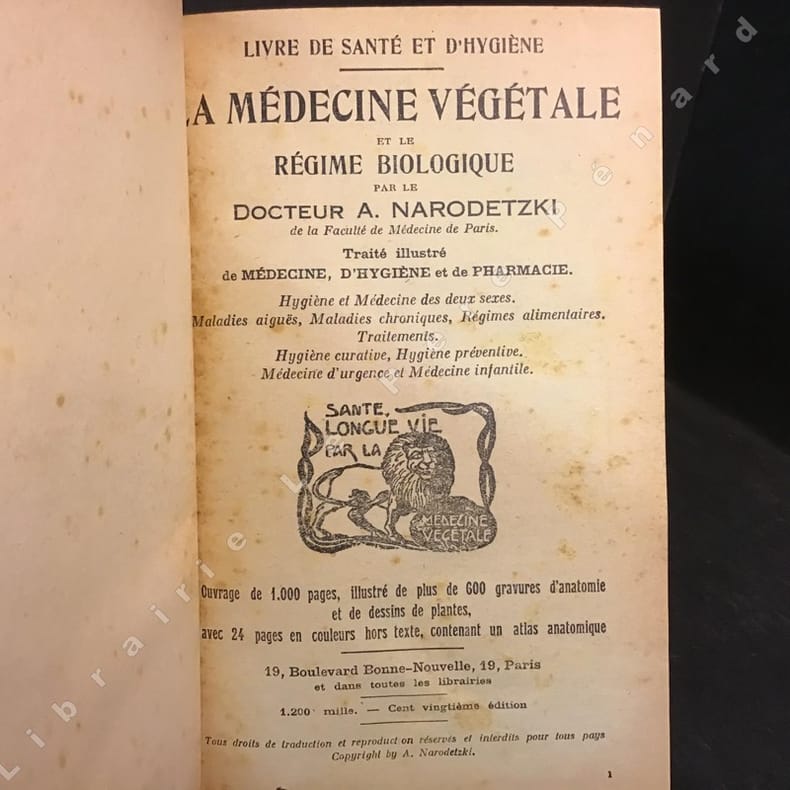 LIVRE DE SANTÉ ET D'HYGIÈNE
LA MÉDECINE VÉGÉTALE
ET LE
RÉGIME BIOLOGIQUE
PAR LE
DOCTEUR A. NARODETZKI
de la Faculté de Médecine de Paris.
Traité illustré
de MÉDECINE, D'HYGIÈNE et de PHARMACIE.
Hygiène et Médecine des deux sexes.
Maladies aiguës, Maladies chroniques, Régimes alimentaires.
Traitements.
Hygiène curative, Hygiène préventive.
Médecine d'urgence et Médecine infantile.
SANTE,
LONGUE VIE
PAR LA
MEDECINE
VEGETALE
Ouvrage de 1.000 pages, illustré de plus de 600 gravures d'anatomie
et de dessins de plantes,
avec 24 pages en couleurs hors texte, contenant un atlas anatomique
19, Boulevard Bonne-Nouvelle, 19, Paris
et dans toutes les librairies
1.200 mille. — Cent vingtième édition
Tous droits de traduction et reproduction réservés et interdits pour tous pays
Copyright by A. Narodetzki.
1
Librairie Le Père Pénard